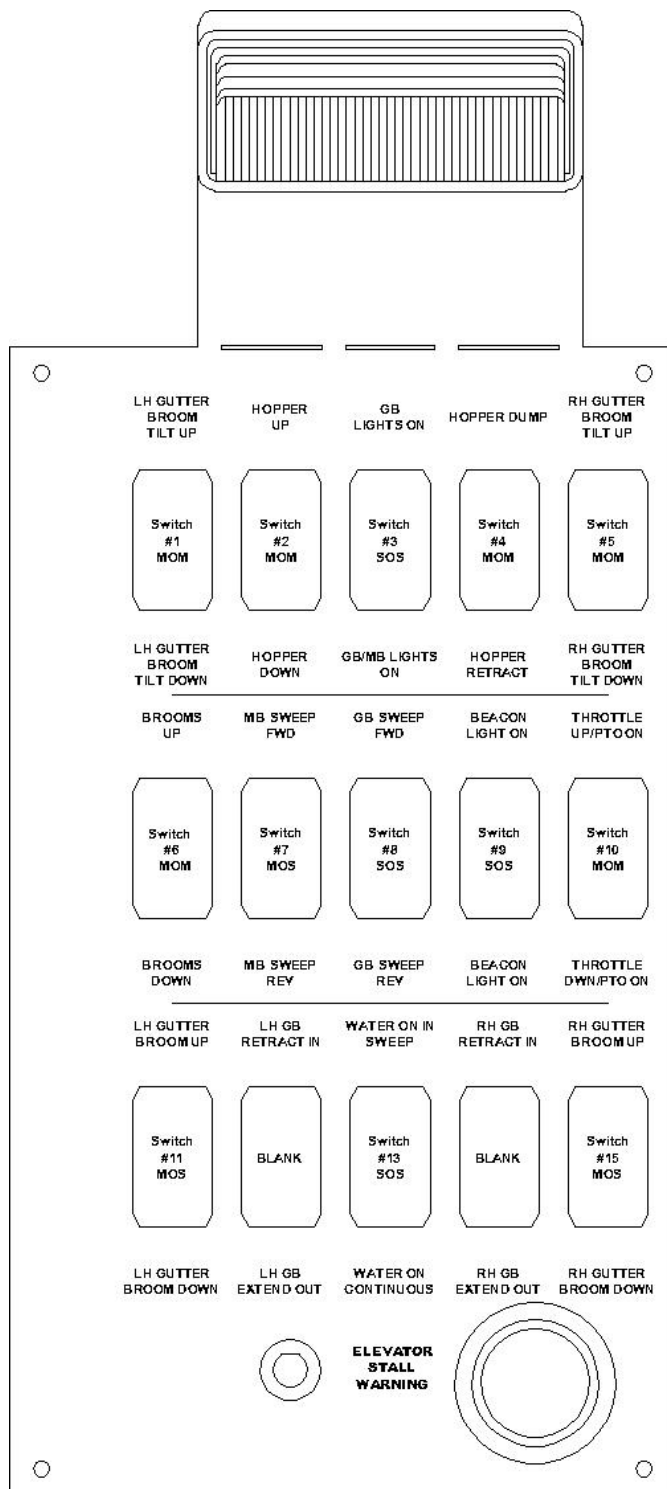 LH GUTTER
BROOM
TILT UP
HOPPER
UP
GB
LIGHTS ON
HOPPER DUMP
RH GUTTER
BROOM
TILT UP
Switch
#1
MOM
Switch
#2
MOM
Switch
#3
SOS
Switch
#4
MOM
Switch
#5
MOM
LH GUTTER
BROOM
TILT DOWN
HOPPER
DOWN
GB/MB LIGHTS
ON
HOPPER
RETRACT
RH GUTTER
BROOM
TILT DOWN
BROOMS
UP
MB SWEEP
FWD
GB SWEEP
FWD
BEACON
LIGHT ON
THROTTLE
UP/PTO ON
Switch
#6
MOM
Switch
#7
MOS
Switch
#8
SOS
Switch
#9
SOS
Switch
#10
MOM
BROOMS
DOWN
MB SWEEP
REV
GB SWEEP
REV
BEACON
LIGHT ON
THROTTLE
DWN/PTO ON
LH GUTTER
BROOM UP
LH GB
RETRACT IN
WATER ON IN
SWEEP
RH GB
RETRACT IN
RH GUTTER
BROOM UP
Switch
#11
MOS
BLANK
Switch
#13
SOS
BLANK
Switch
#15
MOS
LH GUTTER
BROOM DOWN
LH GB
EXTEND OUT
WATER ON
CONTINUOUS
RH GB
EXTEND OUT
RH GUTTER
BROOM DOWN
ELEVATOR
STALL
WARNING